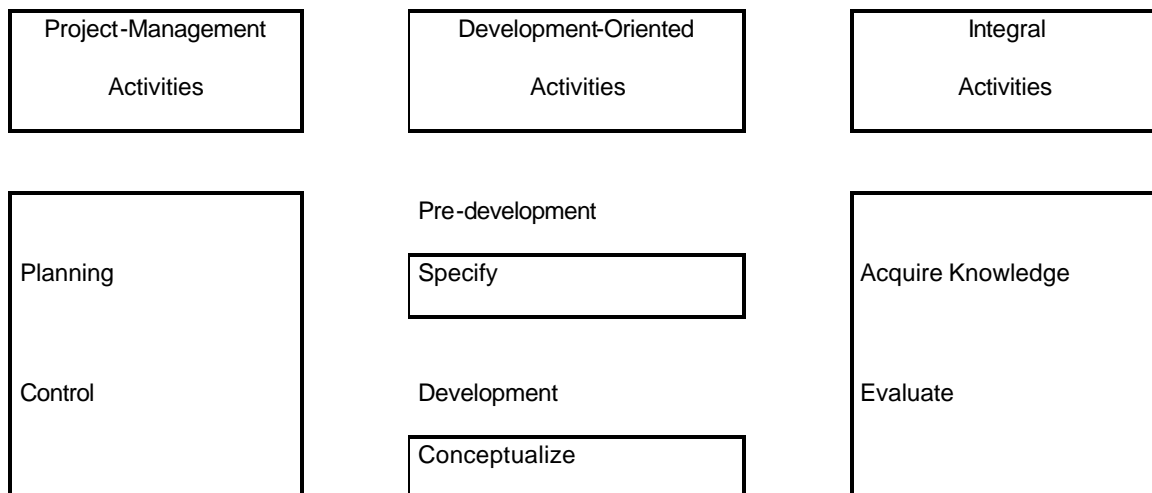 Project-Management
Activities
Development-Oriented
Activities
Integral
Activities
Planning
Control
Pre-development
Specify
Development
Conceptualize
Acquire Knowledge
Evaluate